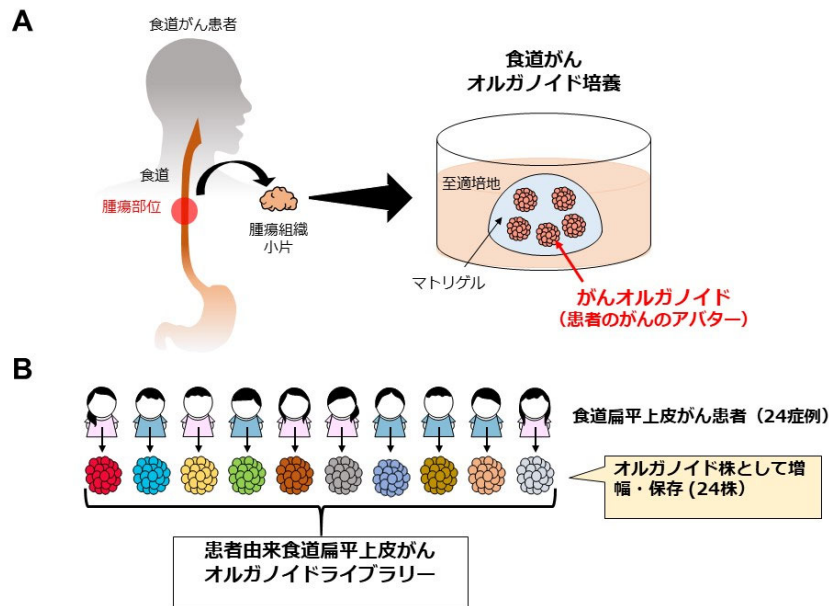 A
食道がん患者
食道
腫瘍部位
腫瘍組織
小片
食道がん
オルガノイド培養
至適培地
マトリゲル
がんオルガノイド
（患者のがんのアバター）
B
食道扁平上皮がん患者（24症例）
オルガノイド株として増
幅・保存 (24株）
患者由来食道扁平上皮がん
オルガノイドライブラリー